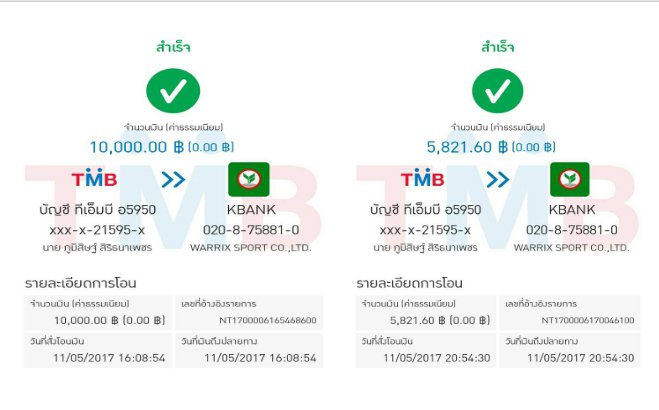 สำเร็จ
จำนวนเงิน (ค่าธรรมเนียม)
10,000.00 ฿ (0.00 ฿)
TMB
บัญชี ทีเอ็มบี อ5950
xxx-x-21595-x
นาย ภูมิสิษฐ์ สิริธนาเพชร
KBANK
020-8-75881-0
WARRIX SPORT CO.,LTD.
รายละเอียดการโอน
จำนวนเงิน (ค่าธรรมเนียม)
10,000.00 ฿ (0.00 ฿)
เลขที่อ้างอิงรายการ
NT1700006165468600
วันที่สั่งโอนเงิน
11/05/2017 16:08:54
วันที่เงินถึงปลายทาง
11/05/2017 16:08:54
สำเร็จ
จำนวนเงิน (ค่าธรรมเนียม)
5,821.60 ฿ (0.00 ฿)
TMB
บัญชี ทีเอ็มบี อ5950
xxx-x-21595-x
นาย ภูมิสิษฐ์ สิริธนาเพชร
KBANK
020-8-75881-0
WARRIX SPORT CO.,LTD.
รายละเอียดการโอน
จำนวนเงิน (ค่าธรรมเนียม)
5,821.60 ฿ (0.00 ฿)
เลขที่อ้างอิงรายการ
NT1700006170046100
วันที่สั่งโอนเงิน
11/05/2017 20:54:30
วันที่เงินถึงปลายทาง
11/05/2017 20:54:30
TMB